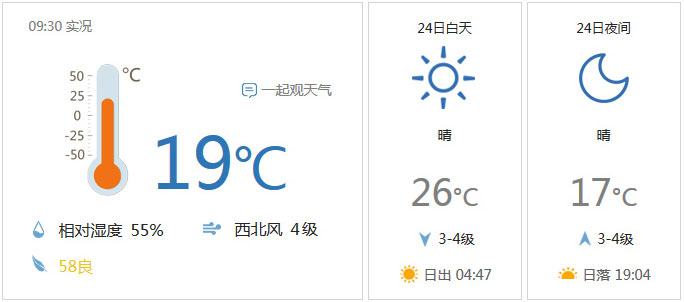 09:30 实况
℃
50
25
0
-25
-50
一起观天气
19℃
相对湿度 55%
西北风 4级
58良
24日白天
晴
26℃
3-4级
日出 04:47
24日夜间
晴
17℃
3-4级
日落 19:04